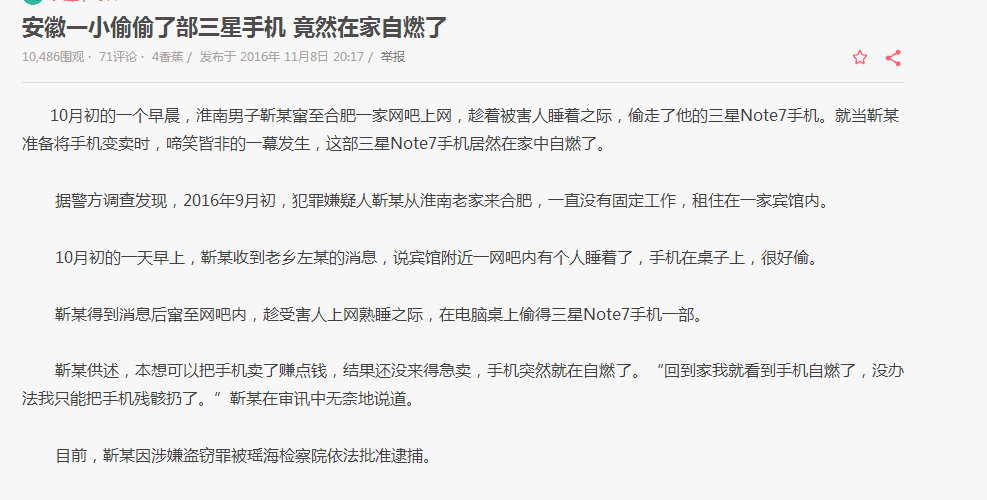 安徽一小偷偷了部三星手机 竟然在家自燃了
10,486围观 · 71评论 · 4香蕉 / 发布于 2016年 11月8日 20:17 / 举报
10月初的一个早晨，淮南男子靳某窜至合肥一家网吧上网，趁着被害人睡着之际，偷走了他的三星Note7手机。就当靳某
准备将手机变卖时，啼笑皆非的一幕发生，这部三星Note7手机居然在家中自燃了。
据警方调查发现，2016年9月初，犯罪嫌疑人靳某从淮南老家来合肥，一直没有固定工作，租住在一家宾馆内。
10月初的一天早上，靳某收到老乡左某的消息，说宾馆附近一网吧内有个人睡着了，手机在桌子上，很好偷。
靳某得到消息后窜至网吧内，趁受害人上网熟睡之际，在电脑桌上偷得三星Note7手机一部。
靳某供述，本想可以把手机卖了赚点钱，结果还没来得急卖，手机突然就在自燃了。“回到家我就看到手机自燃了，没办
法我只能把手机残骸扔了。”靳某在审讯中无奈地说道。
目前，靳某因涉嫌盗窃罪被瑶海检察院依法批准逮捕。